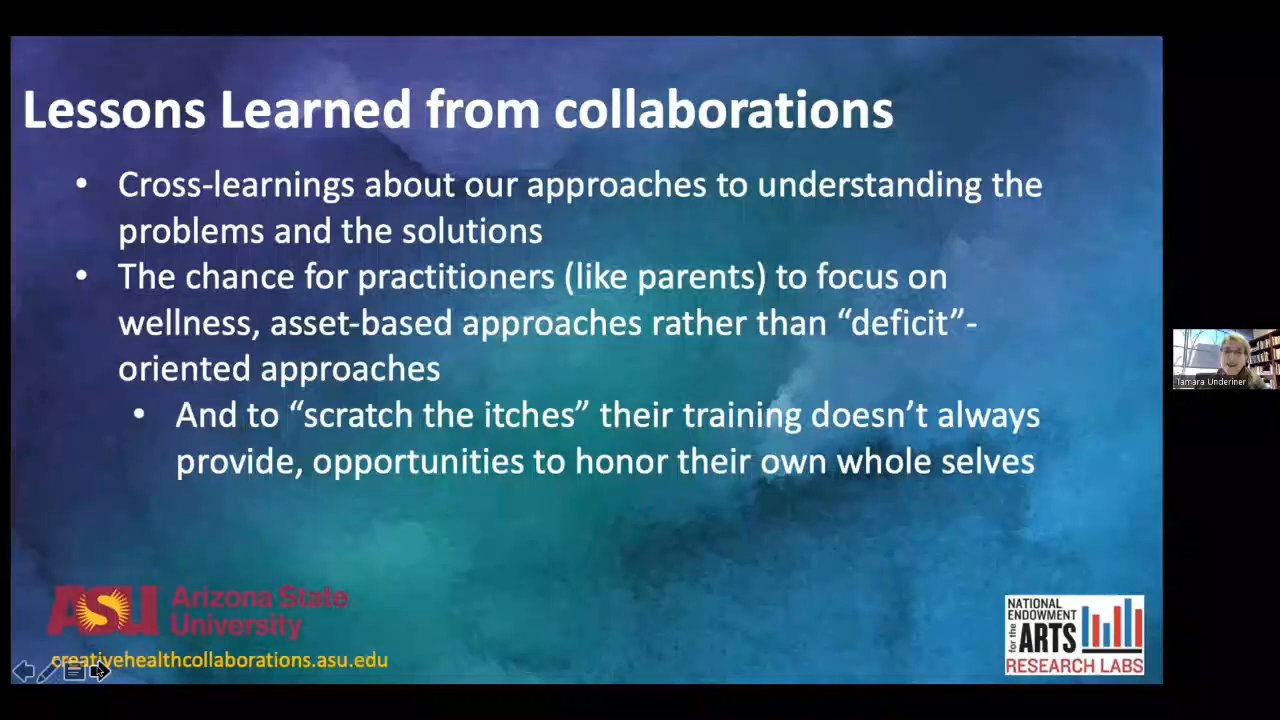 Lessons Learned from collaborations
• Cross-learnings about our approaches to understanding the
problems and the solutions
• The chance for practitioners (like parents) to focus on
wellness, asset-based approaches rather than “deficit”-
oriented approaches
• And to “scratch the itches” their training doesn’t always
provide, opportunities to honor their own whole selves
Tamara Underiner
ASU Arizona State
University
creativehealthcollaborations.asu.edu
NATIONAL
ENDOWMENT
for the ARTS
RESEARCH LABS